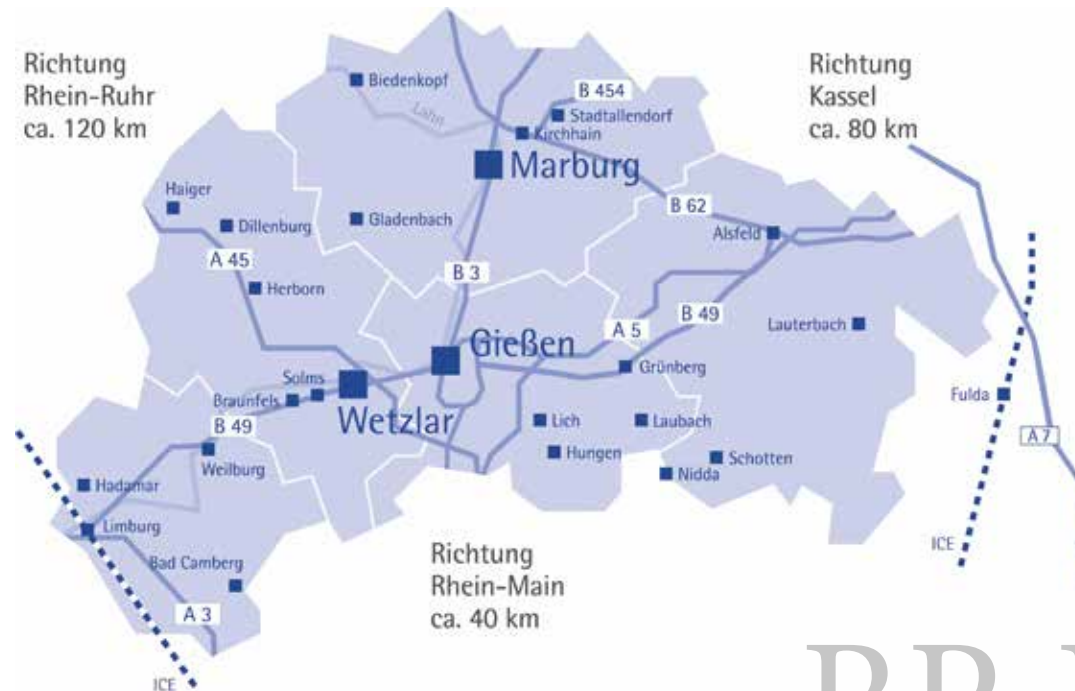 Richtung
Rhein-Ruhr
ca. 120 km
Richtung
Kassel
ca. 80 km
Biedenkopf
Lahn
B 454
Stadtallendorf
Kirchhain
Marburg
Haiger
Dillenburg
Gladenbach
B 62
Alsfeld
A 45
B 3
Herborn
A 5
B 49
Lauterbach
Gießen
Grünberg
Solms
Braunfels
Wetzlar
Fulda
B 49
Lich
Laubach
A 7
Weilburg
Hungen
Schotten
Nidda
Hadamar
Limburg
ICE
Bad Camberg
Richtung
Rhein-Main
ca. 40 km
A 3
ICE